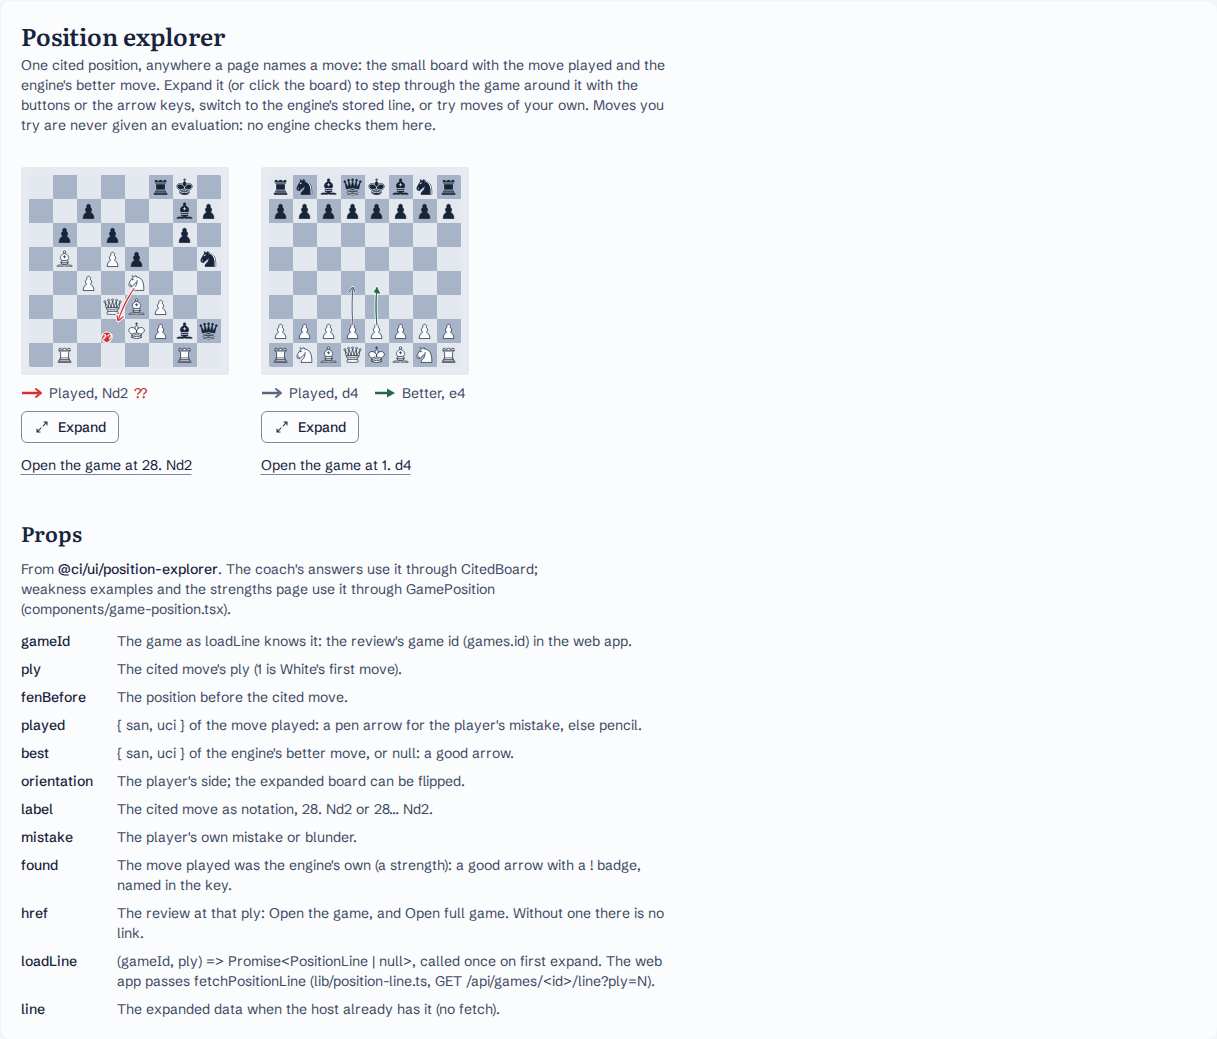 Position explorer
One cited position, anywhere a page names a move: the small board with the move played and the
engine's better move. Expand it (or click the board) to step through the game around it with the
buttons or the arrow keys, switch to the engine's stored line, or try moves of your own. Moves you
try are never given an evaluation: no engine checks them here.
Played, Nd2 ??
Expand
Open the game at 28. Nd2
Played, d4 Better, e4
Expand
Open the game at 1. d4
Props
From @ci/ui/position-explorer. The coach's answers use it through CitedBoard;
weakness examples and the strengths page use it through GamePosition
(components/game-position.tsx).
gameId The game as loadLine knows it: the review's game id (games.id) in the web app.
ply The cited move's ply (1 is White's first move).
fenBefore The position before the cited move.
played { san, uci } of the move played: a pen arrow for the player's mistake, else pencil.
best { san, uci } of the engine's better move, or null: a good arrow.
orientation The player's side; the expanded board can be flipped.
label The cited move as notation, 28. Nd2 or 28... Nd2.
mistake The player's own mistake or blunder.
found The move played was the engine's own (a strength): a good arrow with a ! badge,
named in the key.
href The review at that ply: Open the game, and Open full game. Without one there is no
link.
loadLine (gameId, ply) => Promise<PositionLine | null>, called once on first expand. The web
app passes fetchPositionLine (lib/position-line.ts, GET /api/games/<id>/line?ply=N).
line The expanded data when the host already has it (no fetch).